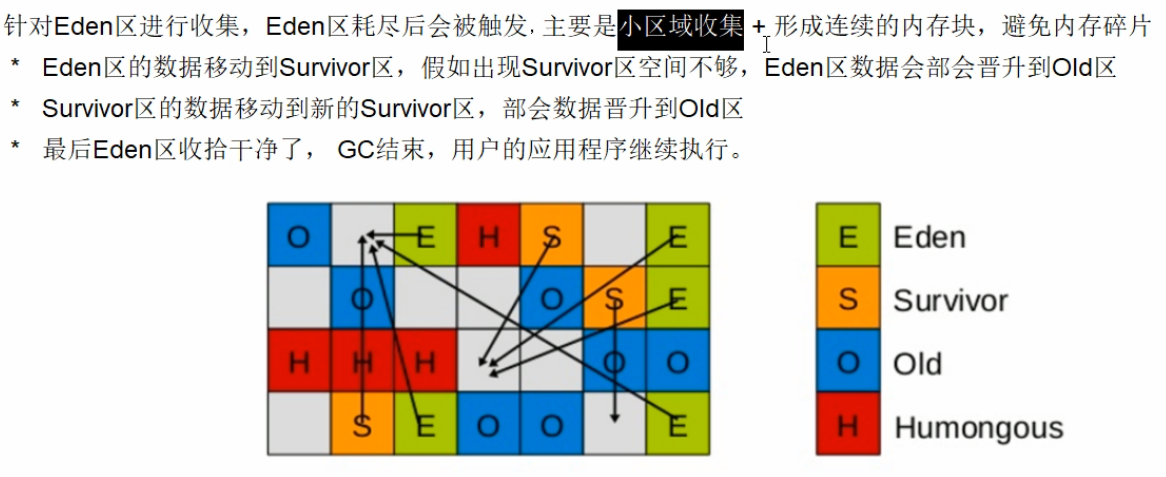 针对Eden区进行收集，Eden区耗尽后会被触发, 主要是小区域收集 + 形成连续的内存块，避免内存碎片
* Eden区的数据移动到Survivor区，假如出现Survivor区空间不够，Eden区数据会部会晋升到Old区
* Survivor区的数据移动到新的Survivor区，部会数据晋升到Old区
* 最后Eden区收拾干净了， GC结束，用户的应用程序继续执行。
O E H S E
O O S E
H H H O O
S E O O E
E Eden
S Survivor
O Old
H Humongous